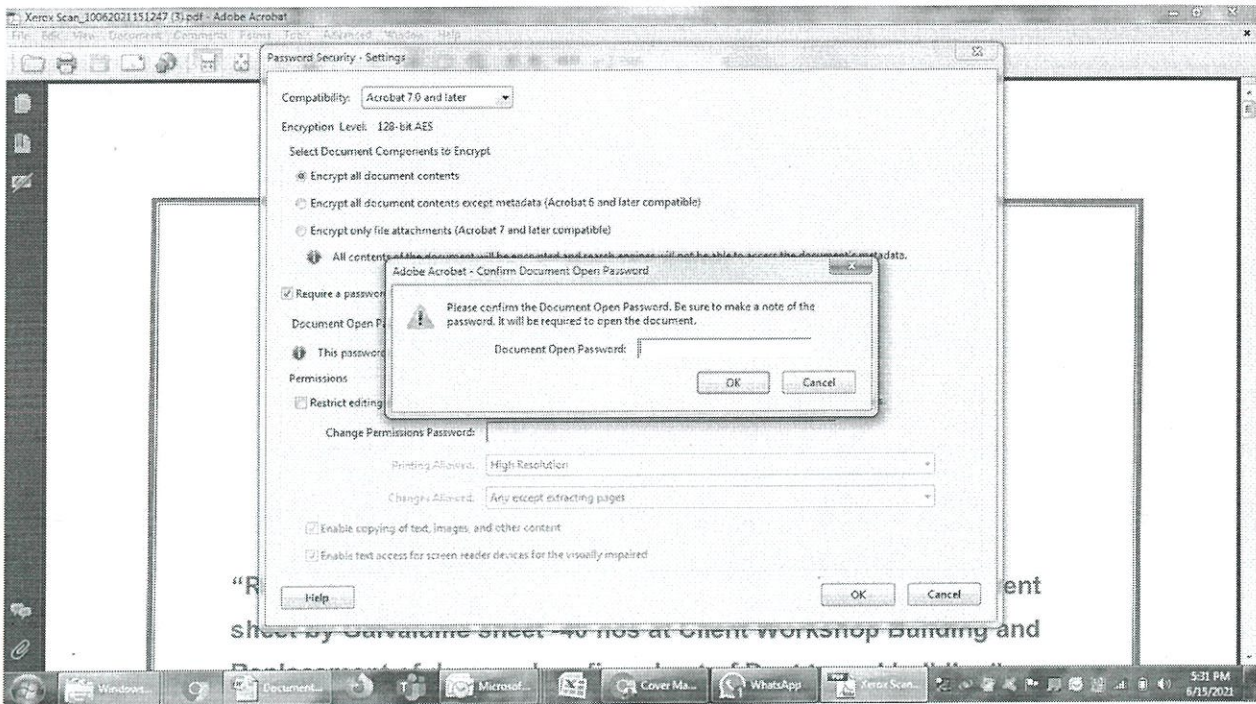 Xerox Scan_10062021151247 (3).pdf - Adobe Acrobat
File Edit View Document Comments Forms Tools Advanced Window Help
Password Security - Settings
Compatibility: Acrobat 7.0 and later
Encryption Level: 128-bit AES
Select Document Components to Encrypt
Encrypt all document contents
Encrypt all document contents except metadata (Acrobat 6 and later compatible)
Encrypt only file attachments (Acrobat 7 and later compatible)
All contents of the document will be encrypted and search engines will not be able to access the document's metadata.
Adobe Acrobat - Confirm Document Open Password
Require a passwor
Please confirm the Document Open Password. Be sure to make a note of the
password. It will be required to open the document.
Document Open P
Document Open Password:
This password
OK Cancel
Permissions
Restrict editing
Change Permissions Password:
Printing Allowed: High Resolution
Changes Allowed: Any except extracting pages
Enable copying of text, images, and other content
Enable text access for screen reader devices for the visually impaired
Help OK Cancel
“R ent
sheet by Galvalume sheet -40 nos at Client Workshop Building and
Windows... Document... Microsof... Cover Ma... WhatsApp Xerox Scan...
5:31 PM
6/15/2021